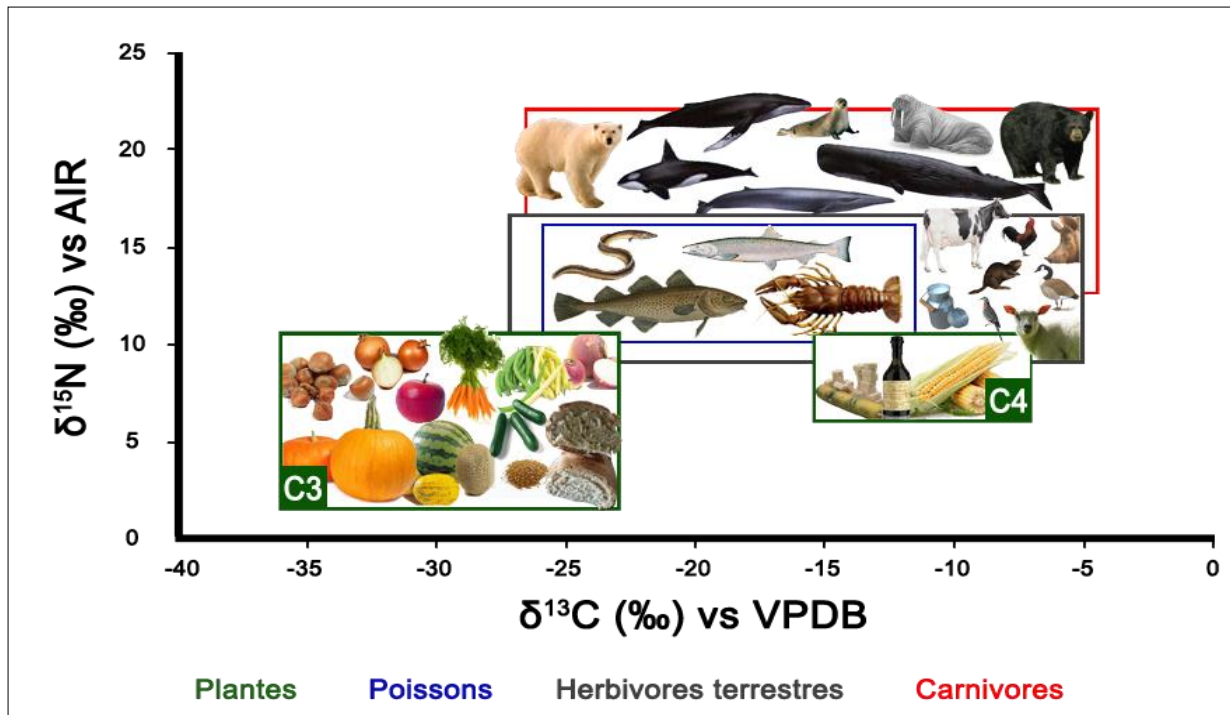 25
20
15
10
5
0
δ¹⁵N (‰) vs AIR
C3
C4
-40 -35 -30 -25 -20 -15 -10 -5 0
δ¹³C (‰) vs VPDB
Plantes Poissons Herbivores terrestres Carnivores